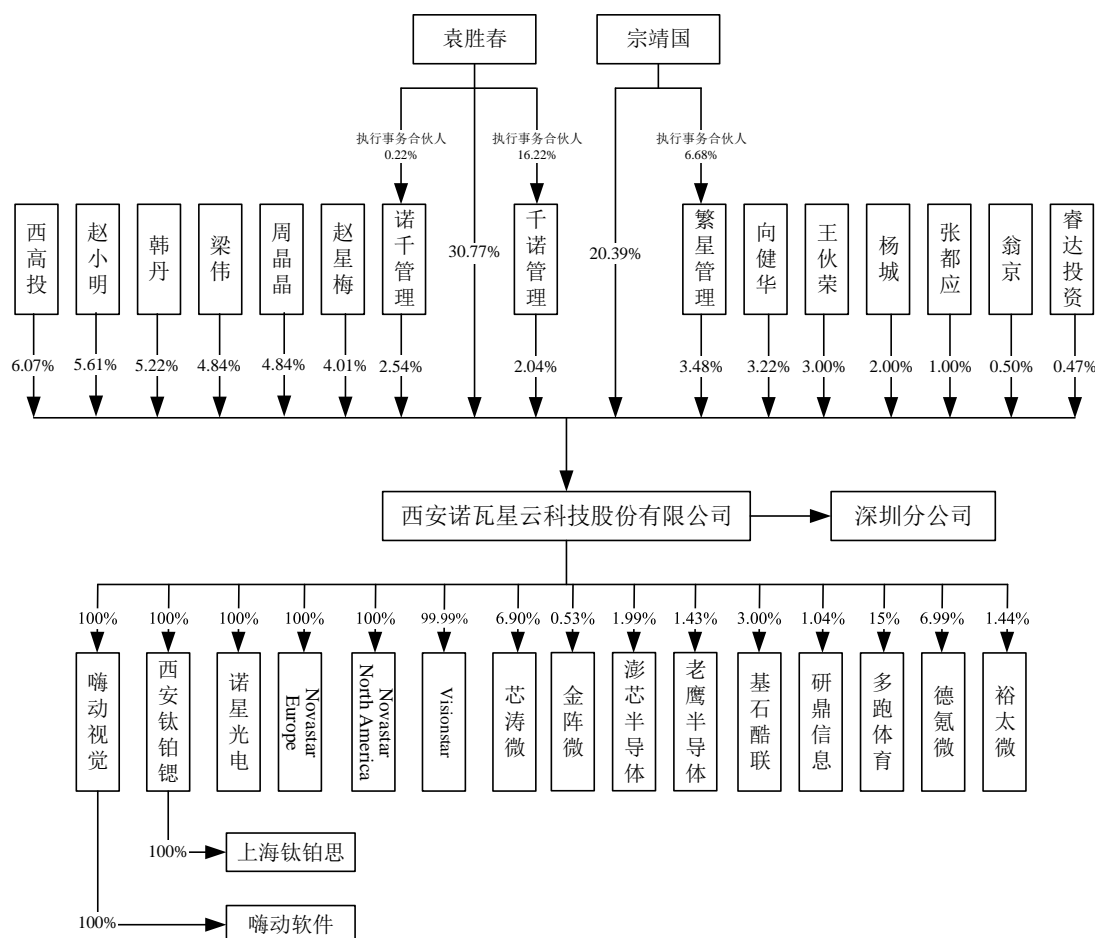 袁胜春
宗靖国
执行事务合伙人
0.22%
执行事务合伙人
16.22%
执行事务合伙人
6.68%
西高投
赵小明
韩丹
梁伟
周晶晶
赵星梅
诺千管理
30.77%
千诺管理
20.39%
繁星管理
向健华
王伙荣
杨城
张都应
翁京
睿达投资
6.07%
5.61%
5.22%
4.84%
4.84%
4.01%
2.54%
2.04%
3.48%
3.22%
3.00%
2.00%
1.00%
0.50%
0.47%
西安诺瓦星云科技股份有限公司
深圳分公司
100%
100%
100%
100%
100%
99.99%
6.90%
0.53%
1.99%
1.43%
3.00%
1.04%
15%
6.99%
1.44%
嗨动视觉
西安钛铂锶
诺星光电
Novastar
Europe
Novastar
North America
Visionstar
芯涛微
金阵微
澎芯半导体
老鹰半导体
基石酷联
研鼎信息
多跑体育
德氪微
裕太微
100%
上海钛铂思
100%
嗨动软件